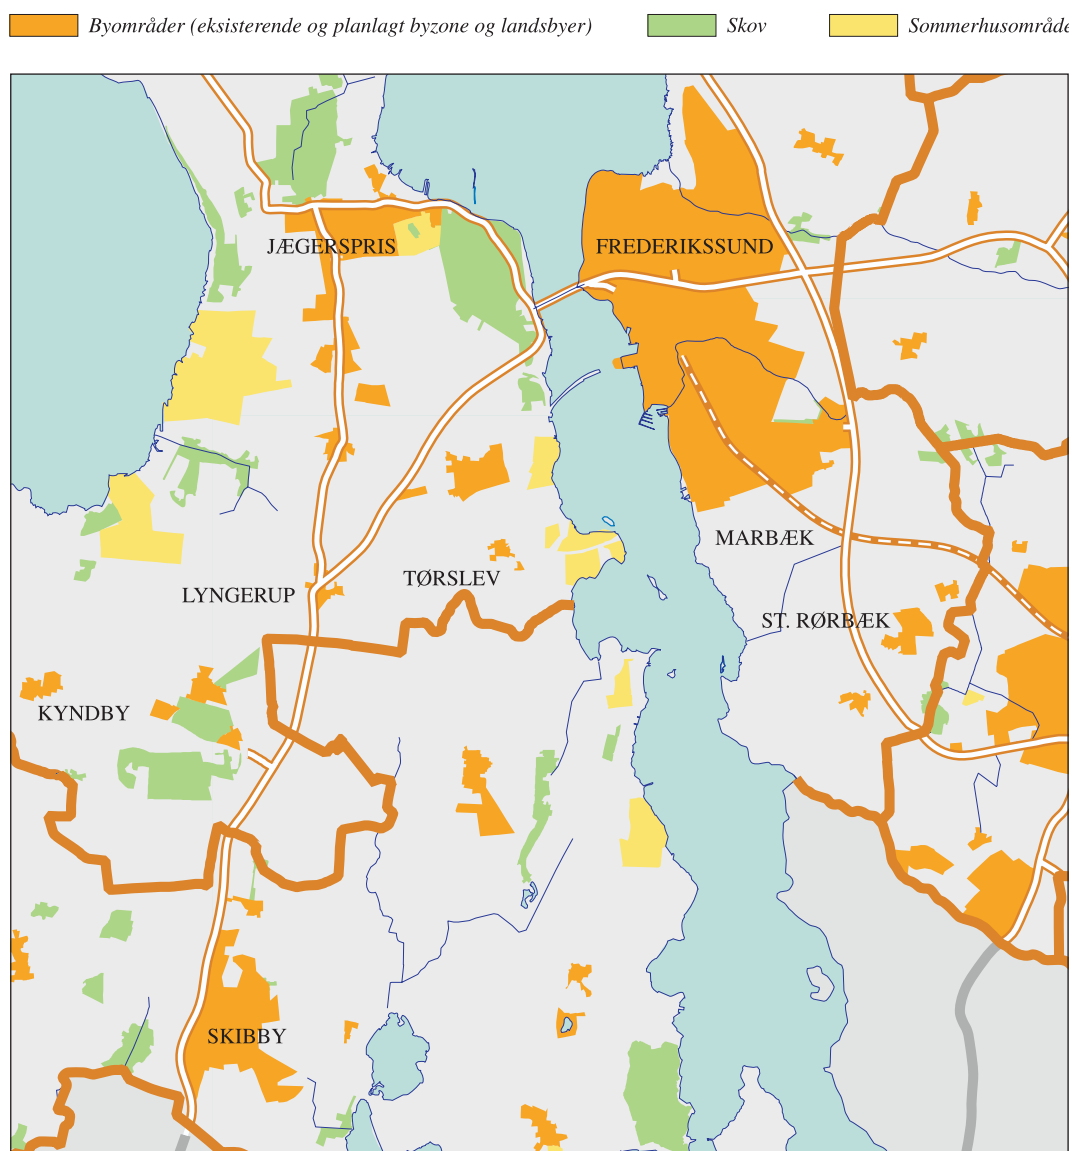 Byområder (eksisterende og planlagt byzone og landsbyer) Skov Sommerhusområde
JÆGERSPRIS FREDERIKSSUND
MARBÆK
TØRSLEV
LYNGERUP
ST. RØRBÆK
KYNDBY
SKIBBY